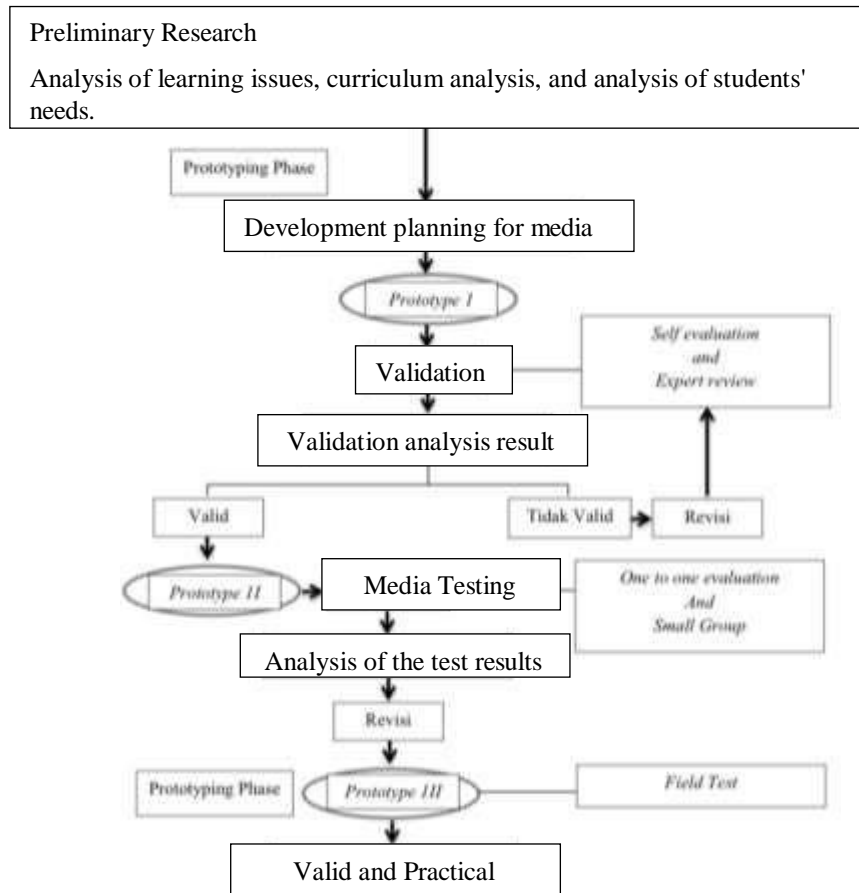 Preliminary Research
Analysis of learning issues, curriculum analysis, and analysis of students'
needs.
Prototyping Phase
Development planning for media
Prototype I
Validation
Self evaluation
and
Expert review
Validation analysis result
Valid
Tidak Valid
Revisi
Prototype II
Media Testing
One to one evaluation
And
Small Group
Analysis of the test results
Revisi
Prototyping Phase
Prototype III
Field Test
Valid and Practical